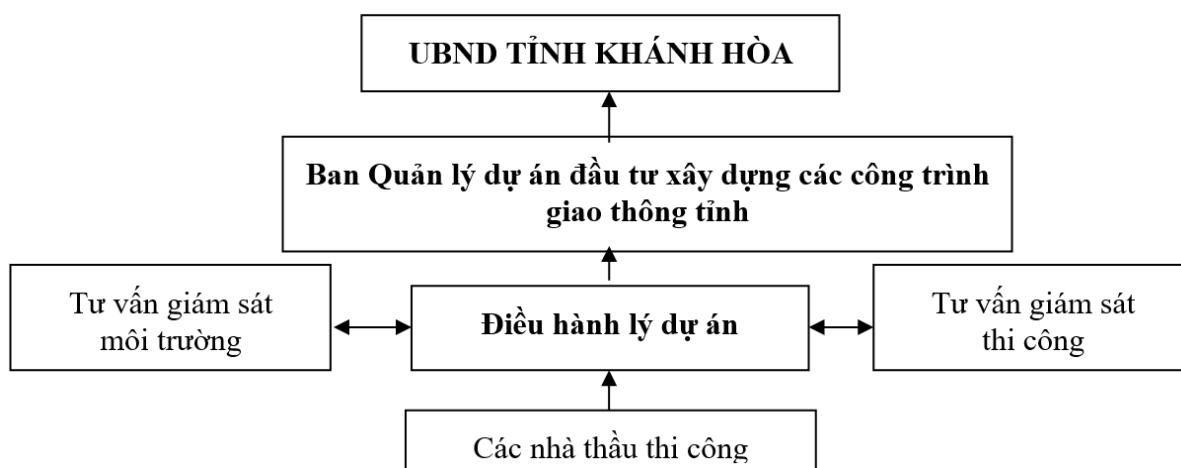 UBND TỈNH KHÁNH HÒA
Ban Quản lý dự án đầu tư xây dựng các công trình
giao thông tỉnh
Tư vấn giám sát
môi trường
Điều hành lý dự án
Tư vấn giám sát
thi công
Các nhà thầu thi công